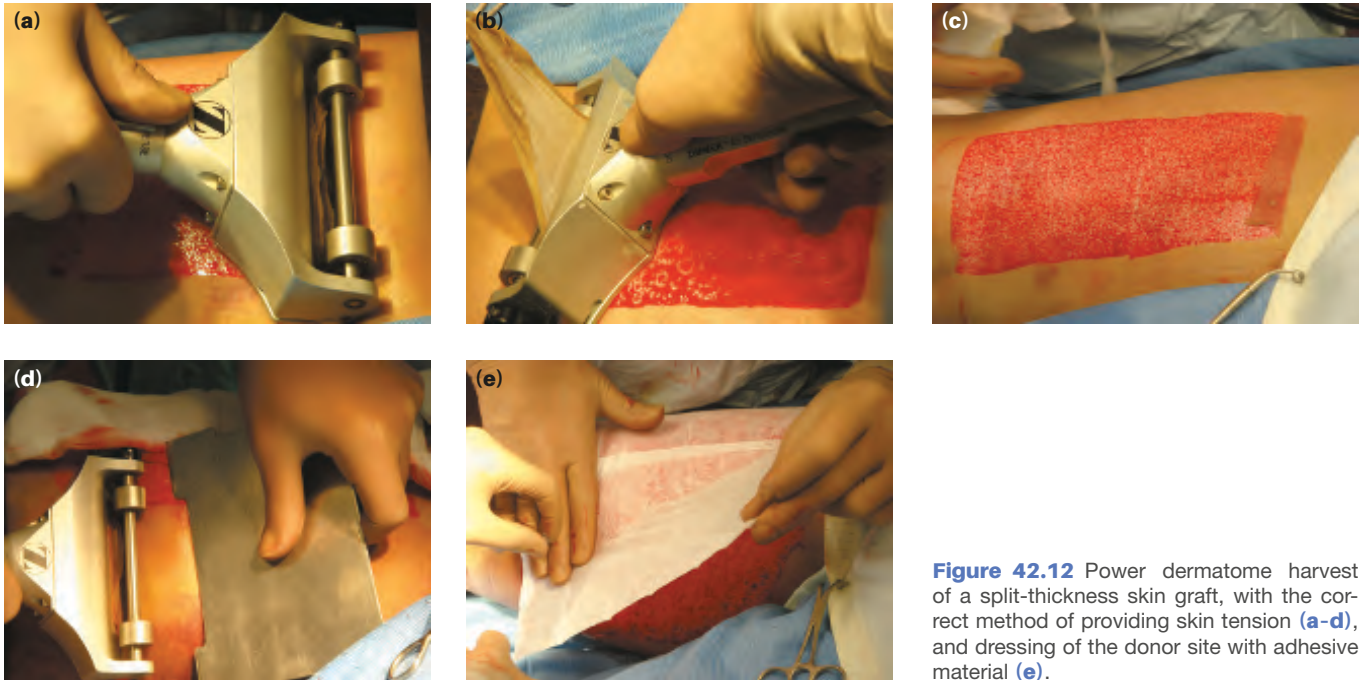 (a)
(b)
(c)
(d)
(e)
Figure 42.12 Power dermatome harvest
of a split-thickness skin graft, with the cor-
rect method of providing skin tension (a-d),
and dressing of the donor site with adhesive
material (e).